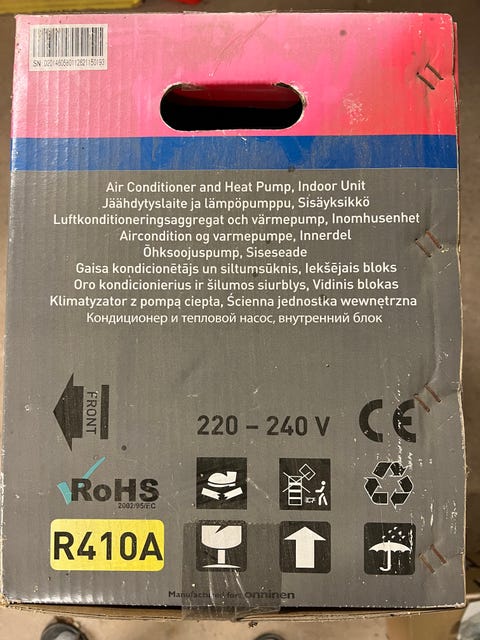 SN: D201460580112821150193
Air Conditioner and Heat Pump, Indoor Unit
Jäähdytyslaite ja lämpöpumppu, Sisäyksikkö
Luftkonditioneringsaggregat och värmepump, Inomhusenhet
Aircondition og varmepumpe, Innerdel
Õhksoojuspump, Siseseade
Gaisa kondicionētājs un siltumsūknis, Iekšējais bloks
Oro kondicionierius ir šilumos siurblys, Vidinis blokas
Klimatyzator z pompą ciepła, Ścienna jednostka wewnętrzna
Кондиционер и тепловой насос, внутренний блок
FRONT
220 – 240 V
CE
RoHS
2002/95/EC
R410A
Manufactured for: onninen